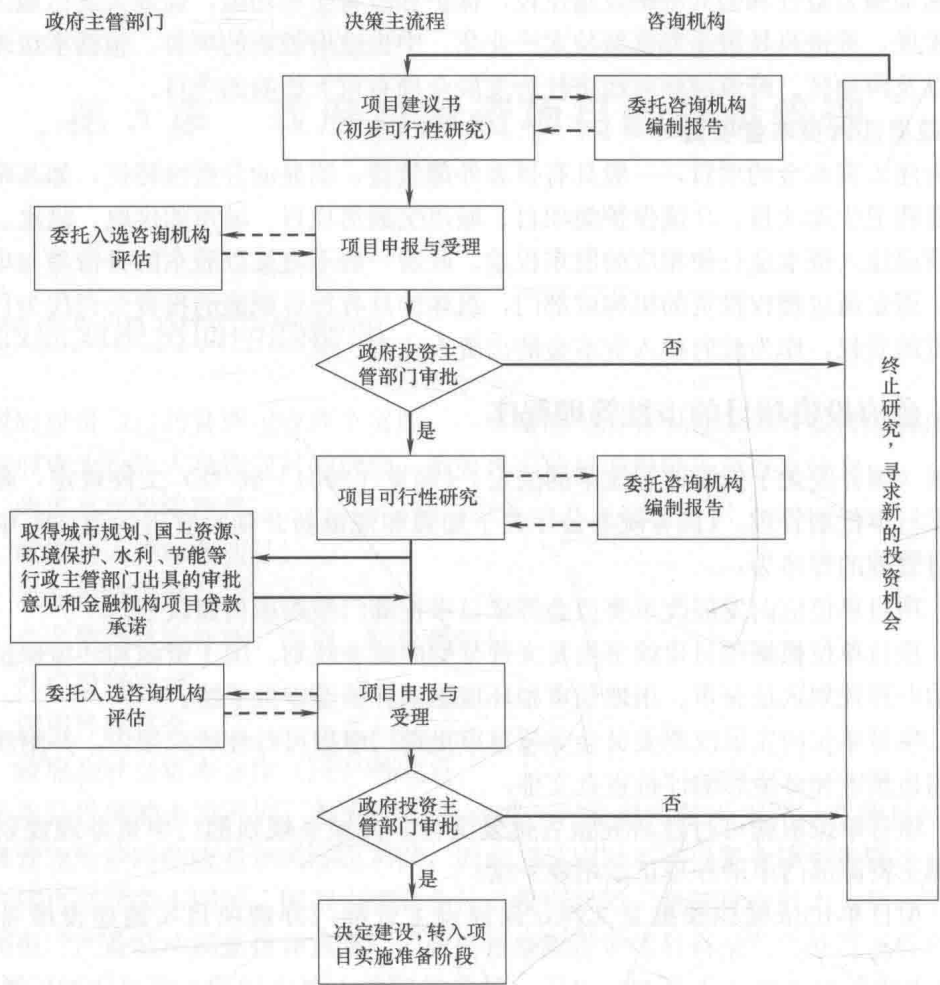 政府主管部门
决策主流程
咨询机构
项目建议书
(初步可行性研究)
委托咨询机构
编制报告
委托入选咨询机构
评估
项目申报与受理
政府投资主
管部门审批
否
是
项目可行性研究
委托咨询机构
编制报告
取得城市规划、国土资源、
环境保护、水利、节能等
行政主管部门出具的审批
意见和金融机构项目贷款
承诺
委托入选咨询机构
评估
项目申报与
受理
政府投资主
管部门审批
否
是
决定建设,转入项
目实施准备阶段
终止研究，寻求新的投资机会